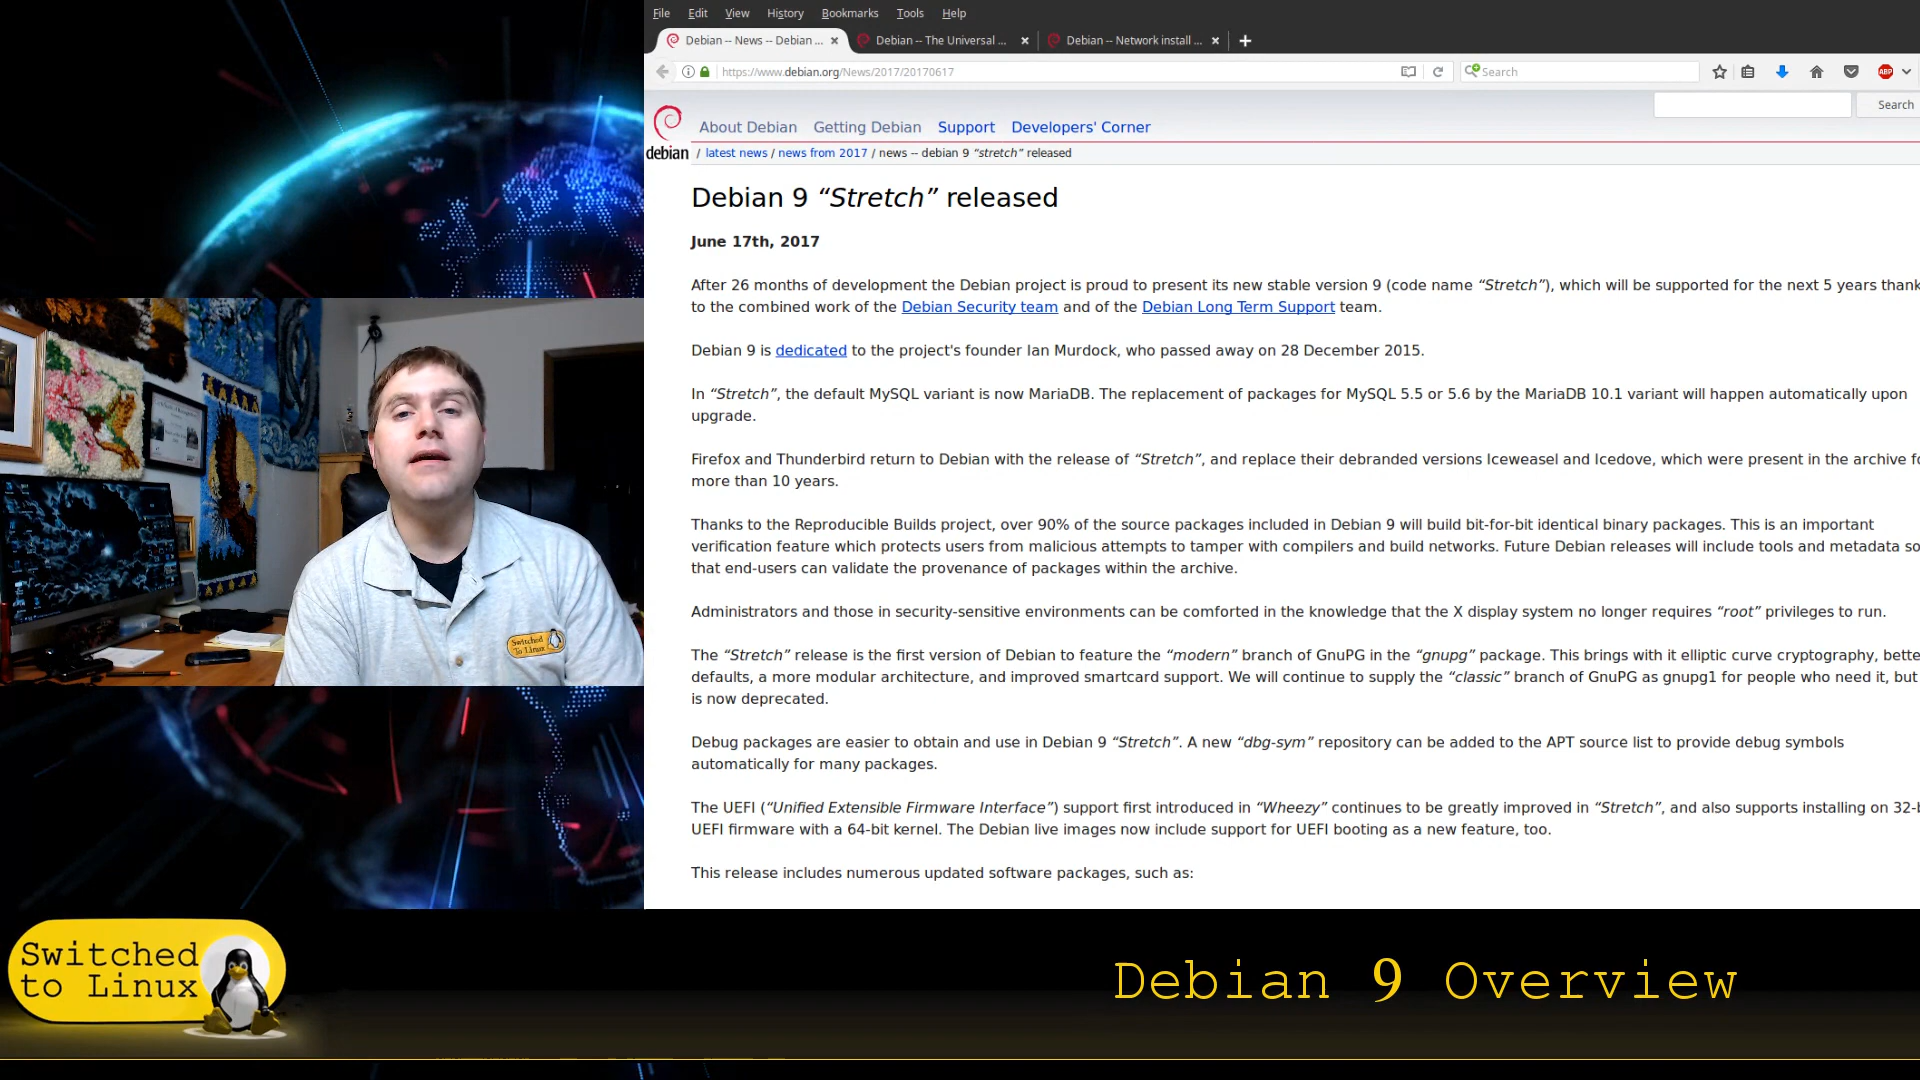 File Edit View History Bookmarks Tools Help
Debian -- News -- Debian ... Debian -- The Universal ... Debian -- Network install ...
https://www.debian.org/News/2017/20170617 Search ABP
Search
debian About Debian Getting Debian Support Developers' Corner
/ latest news / news from 2017 / news -- debian 9 “stretch” released
Debian 9 “Stretch” released
June 17th, 2017
After 26 months of development the Debian project is proud to present its new stable version 9 (code name “Stretch”), which will be supported for the next 5 years thank
to the combined work of the Debian Security team and of the Debian Long Term Support team.
Debian 9 is dedicated to the project's founder Ian Murdock, who passed away on 28 December 2015.
In “Stretch”, the default MySQL variant is now MariaDB. The replacement of packages for MySQL 5.5 or 5.6 by the MariaDB 10.1 variant will happen automatically upon
upgrade.
Firefox and Thunderbird return to Debian with the release of “Stretch”, and replace their debranded versions Iceweasel and Icedove, which were present in the archive fo
more than 10 years.
Thanks to the Reproducible Builds project, over 90% of the source packages included in Debian 9 will build bit-for-bit identical binary packages. This is an important
verification feature which protects users from malicious attempts to tamper with compilers and build networks. Future Debian releases will include tools and metadata so
that end-users can validate the provenance of packages within the archive.
Administrators and those in security-sensitive environments can be comforted in the knowledge that the X display system no longer requires “root” privileges to run.
The “Stretch” release is the first version of Debian to feature the “modern” branch of GnuPG in the “gnupg” package. This brings with it elliptic curve cryptography, bette
defaults, a more modular architecture, and improved smartcard support. We will continue to supply the “classic” branch of GnuPG as gnupg1 for people who need it, but
is now deprecated.
Debug packages are easier to obtain and use in Debian 9 “Stretch”. A new “dbg-sym” repository can be added to the APT source list to provide debug symbols
automatically for many packages.
The UEFI (“Unified Extensible Firmware Interface”) support first introduced in “Wheezy” continues to be greatly improved in “Stretch”, and also supports installing on 32-b
UEFI firmware with a 64-bit kernel. The Debian live images now include support for UEFI booting as a new feature, too.
This release includes numerous updated software packages, such as:
Switched
To Linux
Switched
to Linux
Debian 9 Overview